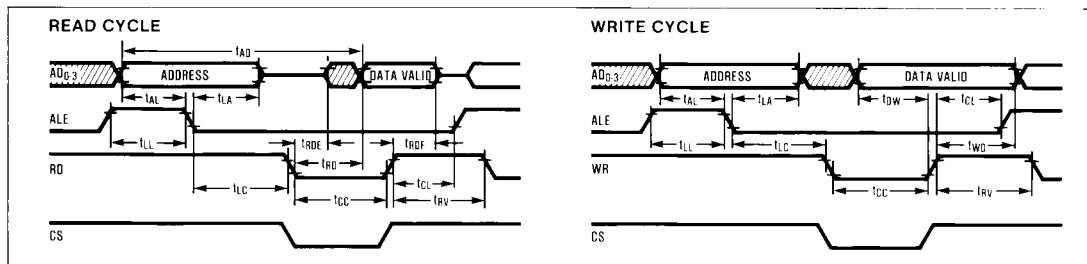 READ CYCLE
tAD
AD0-3 ADDRESS DATA VALID
tAL tLA
ALE
tLL tRDE tRDF
tRD
RD
tLC tCL
tCC tRV
CS
WRITE CYCLE
AD0-3 ADDRESS DATA VALID
tAL tLA tDW tCL
ALE
tLL tLC tWD
WR
tCC tRV
CS